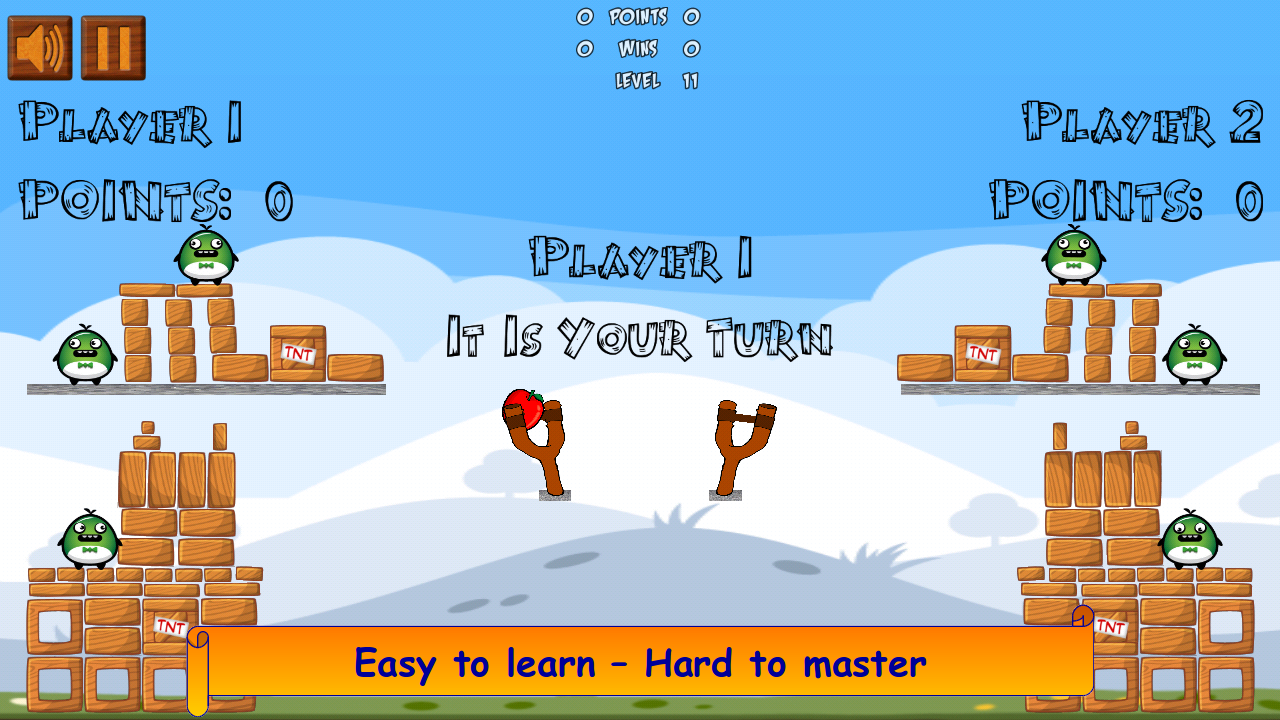 0 POINTS 0
0 WINS 0
LEVEL 11
PLAYER 1
PLAYER 2
POINTS: 0
POINTS: 0
PLAYER 1
IT IS YOUR TURN
TNT
TNT
TNT
TNT
Easy to learn – Hard to master